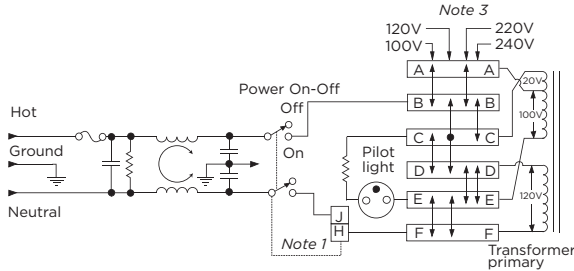 Note 3
120V 220V
100V 240V
A A
20V
Power On-Off
Off
B B
100V
Hot
C C
Ground
On
Pilot
light
D D
E E
120V
Neutral
J
H
Note 1
F F
Transformer
primary